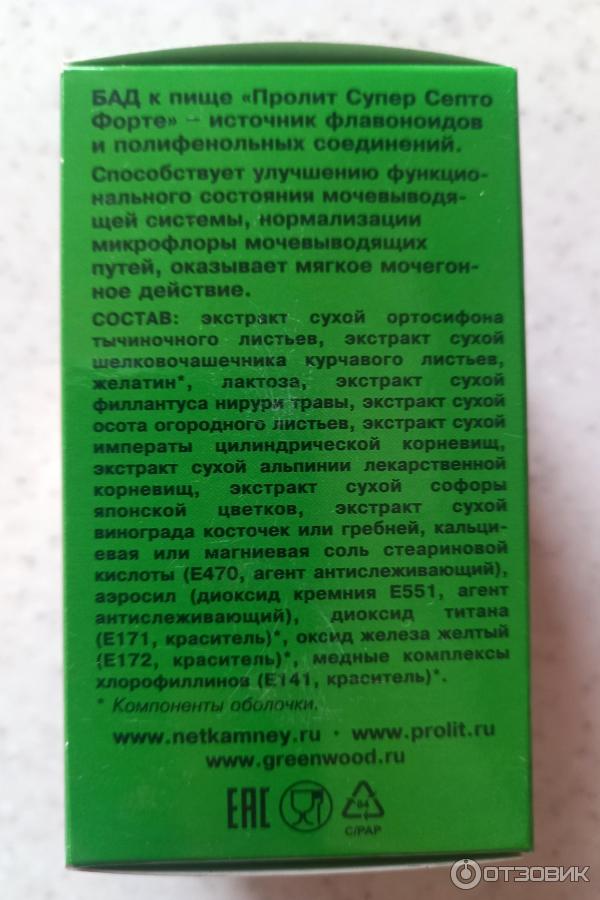 БАД к пище «Пролит Супер Септо
Форте» – источник флавоноидов
и полифенольных соединений.
Способствует улучшению функцио-
нального состояния мочевыводя-
щей системы, нормализации
микрофлоры мочевыводящих
путей, оказывает мягкое мочегон-
ное действие.
СОСТАВ: экстракт сухой ортосифона
тычиночного листьев, экстракт сухой
шелковочашечника курчавого листьев,
желатин*, лактоза, экстракт сухой
филлантуса нирури травы, экстракт сухой
осота огородного листьев, экстракт сухой
императы цилиндрической корневищ,
экстракт сухой альпинии лекарственной
корневищ, экстракт сухой софоры
японской цветков, экстракт сухой
винограда косточек или гребней, кальци-
евая или магниевая соль стеариновой
кислоты (Е470, агент антислеживающий),
аэросил (диоксид кремния Е551, агент
антислеживающий), диоксид титана
(Е171, краситель)*, оксид железа желтый
(Е172, краситель)*, медные комплексы
хлорофиллинов (Е141, краситель)*.
* Компоненты оболочки.
www.netkamney.ru · www.prolit.ru
www.greenwood.ru
EAC
84
C/PAP
ОТЗОВИК